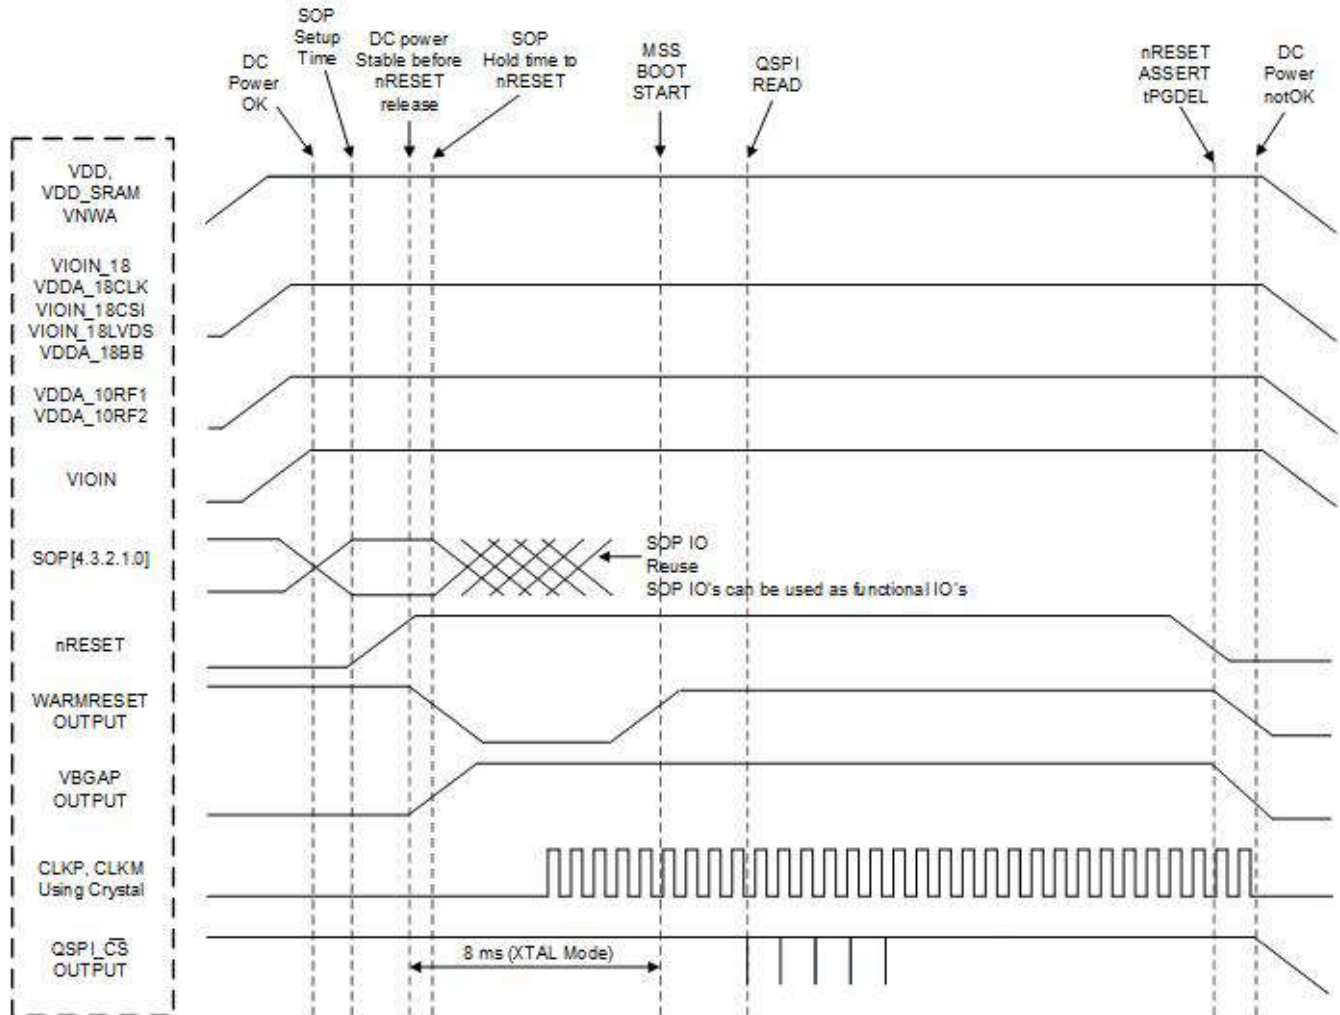 SOP
Setup
Time
DC power
Stable before
nRESET
release
SOP
Hold time to
nRESET
DC
Power
OK
MSS
BOOT
START
QSPI
READ
nRESET
ASSERT
tPGDEL
DC
Power
notOK
VDD,
VDD_SRAM
VNWA
VIOIN_18
VDDA_18CLK
VIOIN_18CSI
VIOIN_18LVDS
VDDA_18BB
VDDA_10RF1
VDDA_10RF2
VIOIN
SOP[4.3.2.1.0]
SOP IO
Reuse
SOP IO's can be used as functional IO's
nRESET
WARMRESET
OUTPUT
VBGAP
OUTPUT
CLKP, CLKM
Using Crystal
QSPI_CS
OUTPUT
8 ms (XTAL Mode)